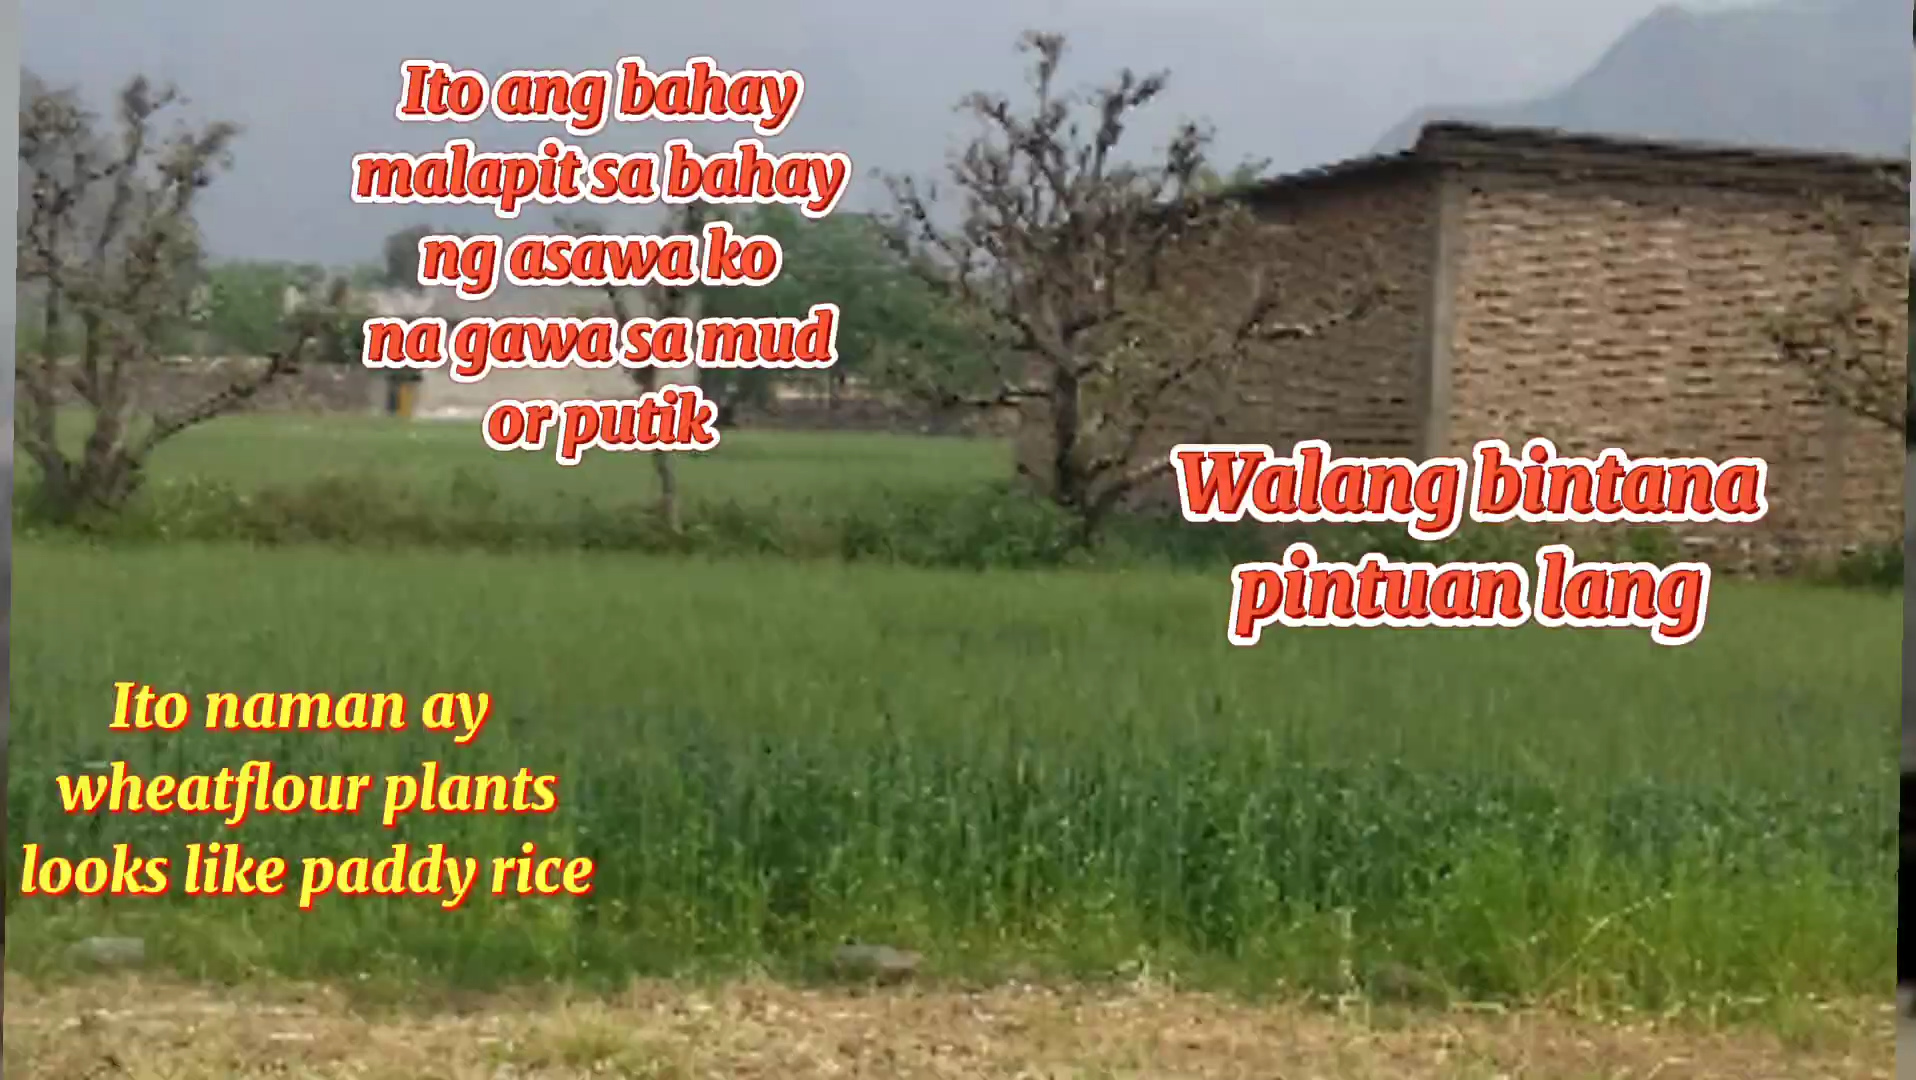 Ito ang bahay
malapit sa bahay
ng asawa ko
na gawa sa mud
or putik
Walang bintana
pintuan lang
Ito naman ay
wheatflour plants
looks like paddy rice